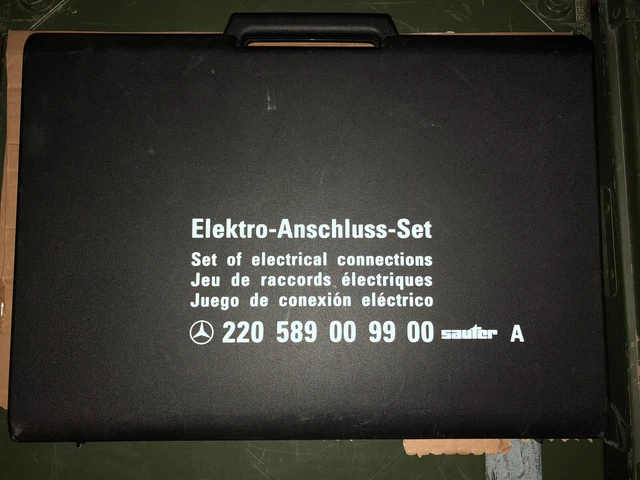 Elektro-Anschluss-Set
Set of electrical connections
Jeu de raccords électriques
Juego de conexión eléctrico
220 589 00 99 00 sauter A